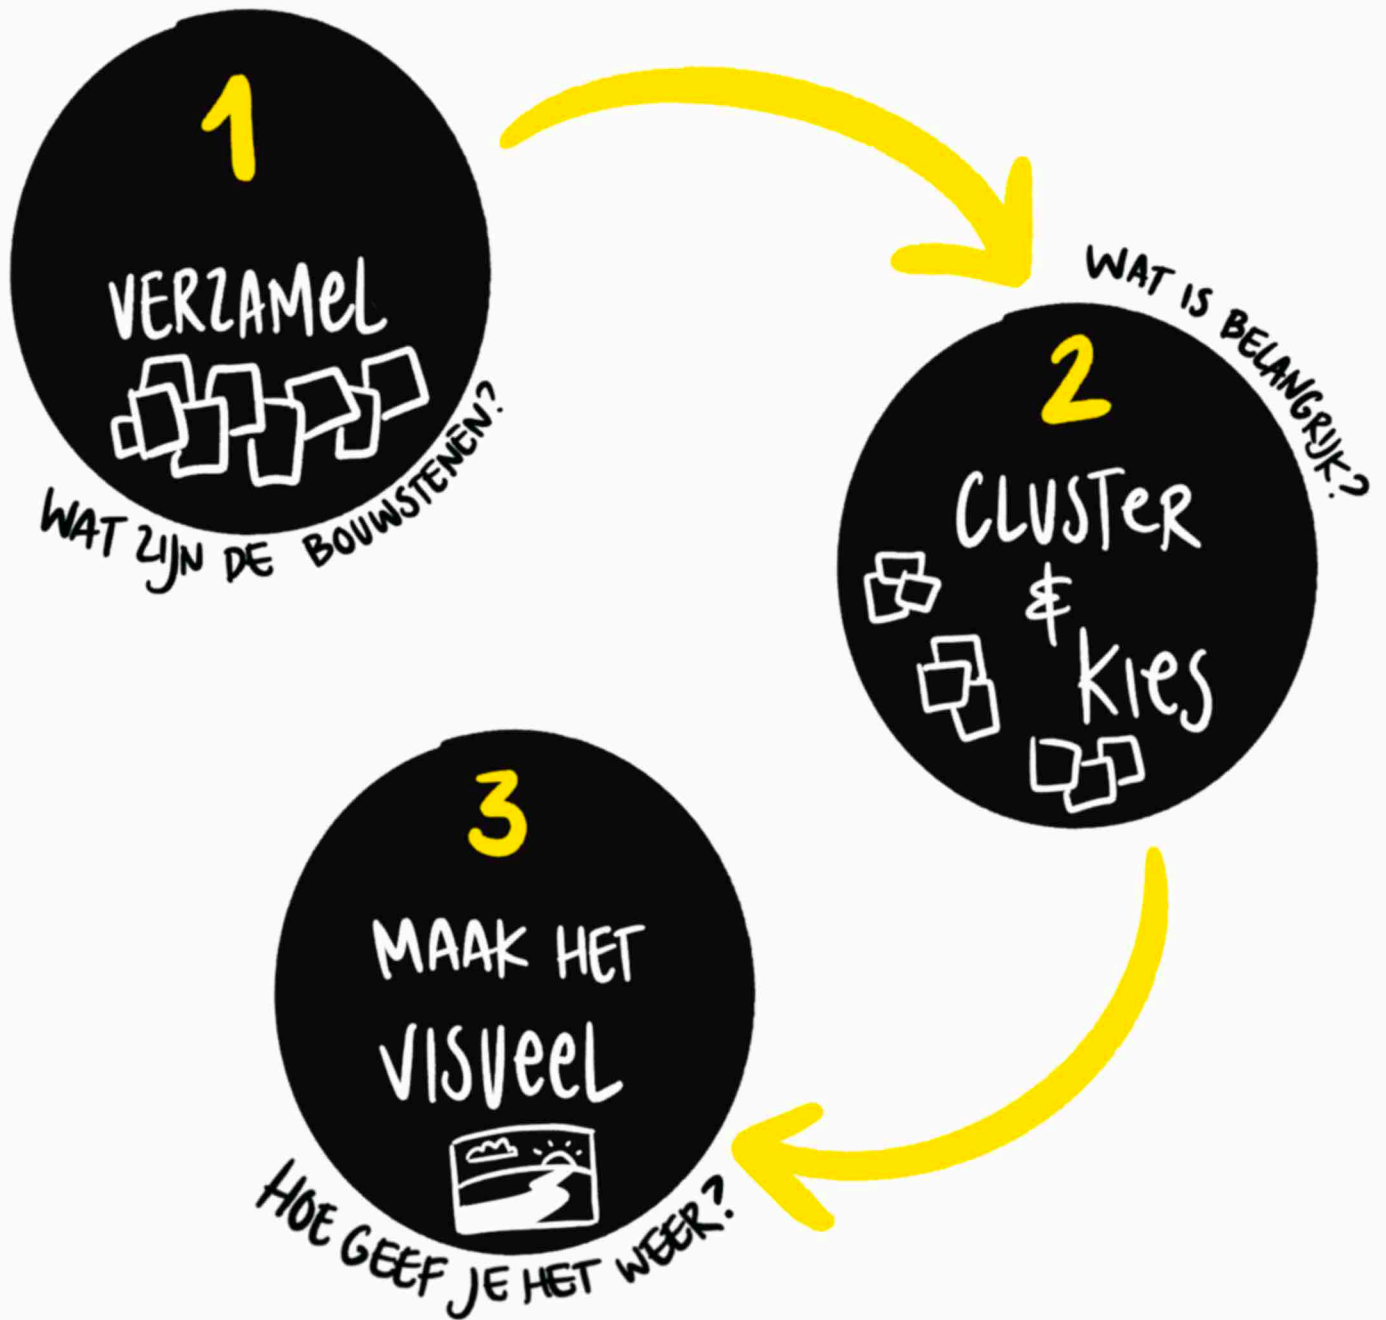 1
VERZAMEL
WAT ZIJN DE BOUWSTENEN?
2
CLUSTER
&
KIES
WAT IS BELANGRIJK?
3
MAAK HET
VISUEEL
HOE GEEF JE HET WEER?